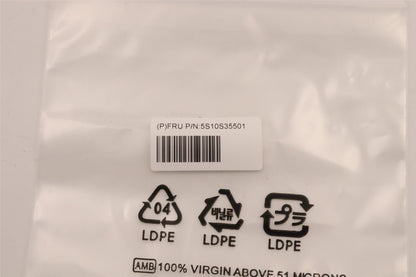 (P)FRU P/N:5S10S35501
04 비닐류 プラ
LDPE LDPE LDPE
AMB 100% VIRGIN ABOVE 51 MICRONS